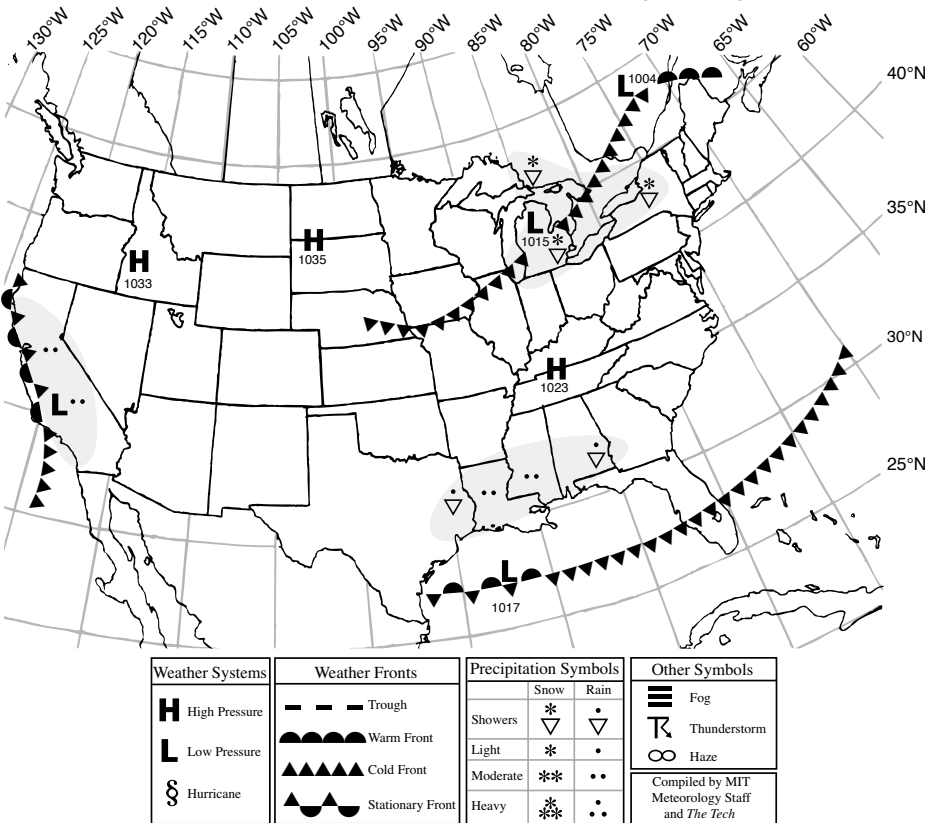 130°W 125°W 120°W 115°W 110°W 105°W 100°W 95°W 90°W 85°W 80°W 75°W 70°W 65°W 60°W
40°N
35°N
30°N
25°N
L 1004
L
1015
H
1035
H
1033
H
1023
L
L
1017
Weather Systems
H High Pressure
L Low Pressure
§ Hurricane
Weather Fronts
Trough
Warm Front
Cold Front
Stationary Front
Precipitation Symbols
Snow Rain
Showers
Light
Moderate
Heavy
Other Symbols
Fog
Thunderstorm
Haze
Compiled by MIT
Meteorology Staff
and The Tech